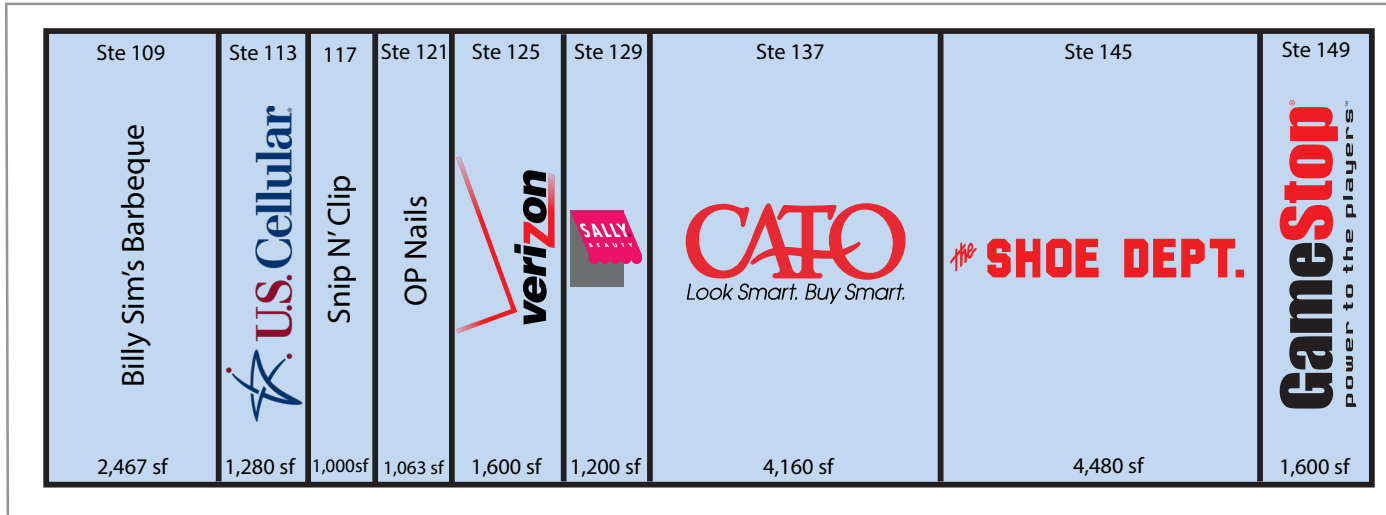 Ste 109
Billy Sim's Barbeque
2,467 sf
Ste 113
U.S. Cellular®
1,280 sf
117
Snip N' Clip
1,000sf
Ste 121
OP Nails
1,063 sf
Ste 125
verizon
1,600 sf
Ste 129
SALLY
BEAUTY
1,200 sf
Ste 137
CATO
Look Smart. Buy Smart.
4,160 sf
Ste 145
the SHOE DEPT.
4,480 sf
Ste 149
GameStop®
power to the players™
1,600 sf